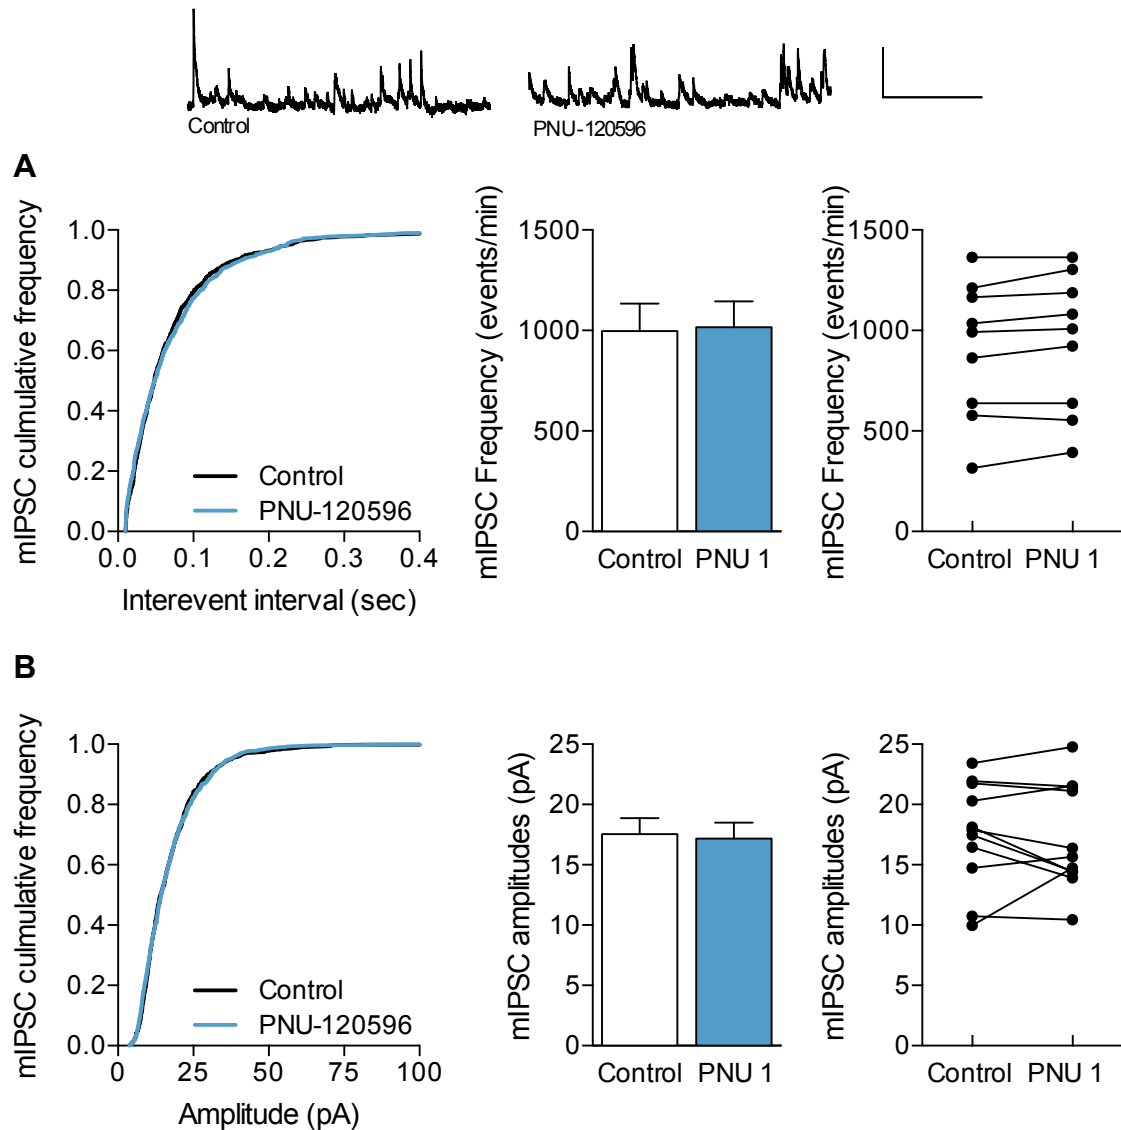 Control
PNU-120596
A
mIPSC culmulative frequency
1.0
0.8
0.6
0.4
0.2
0.0
0.0 0.1 0.2 0.3 0.4
Interevent interval (sec)
Control
PNU-120596
mIPSC Frequency (events/min)
1500
1000
500
0
Control PNU 1
mIPSC Frequency (events/min)
1500
1000
500
0
Control PNU 1
B
mIPSC culmulative frequency
1.0
0.8
0.6
0.4
0.2
0.0
0 25 50 75 100
Amplitude (pA)
Control
PNU-120596
mIPSC amplitudes (pA)
25
20
15
10
5
0
Control PNU 1
mIPSC amplitudes (pA)
25
20
15
10
5
0
Control PNU 1